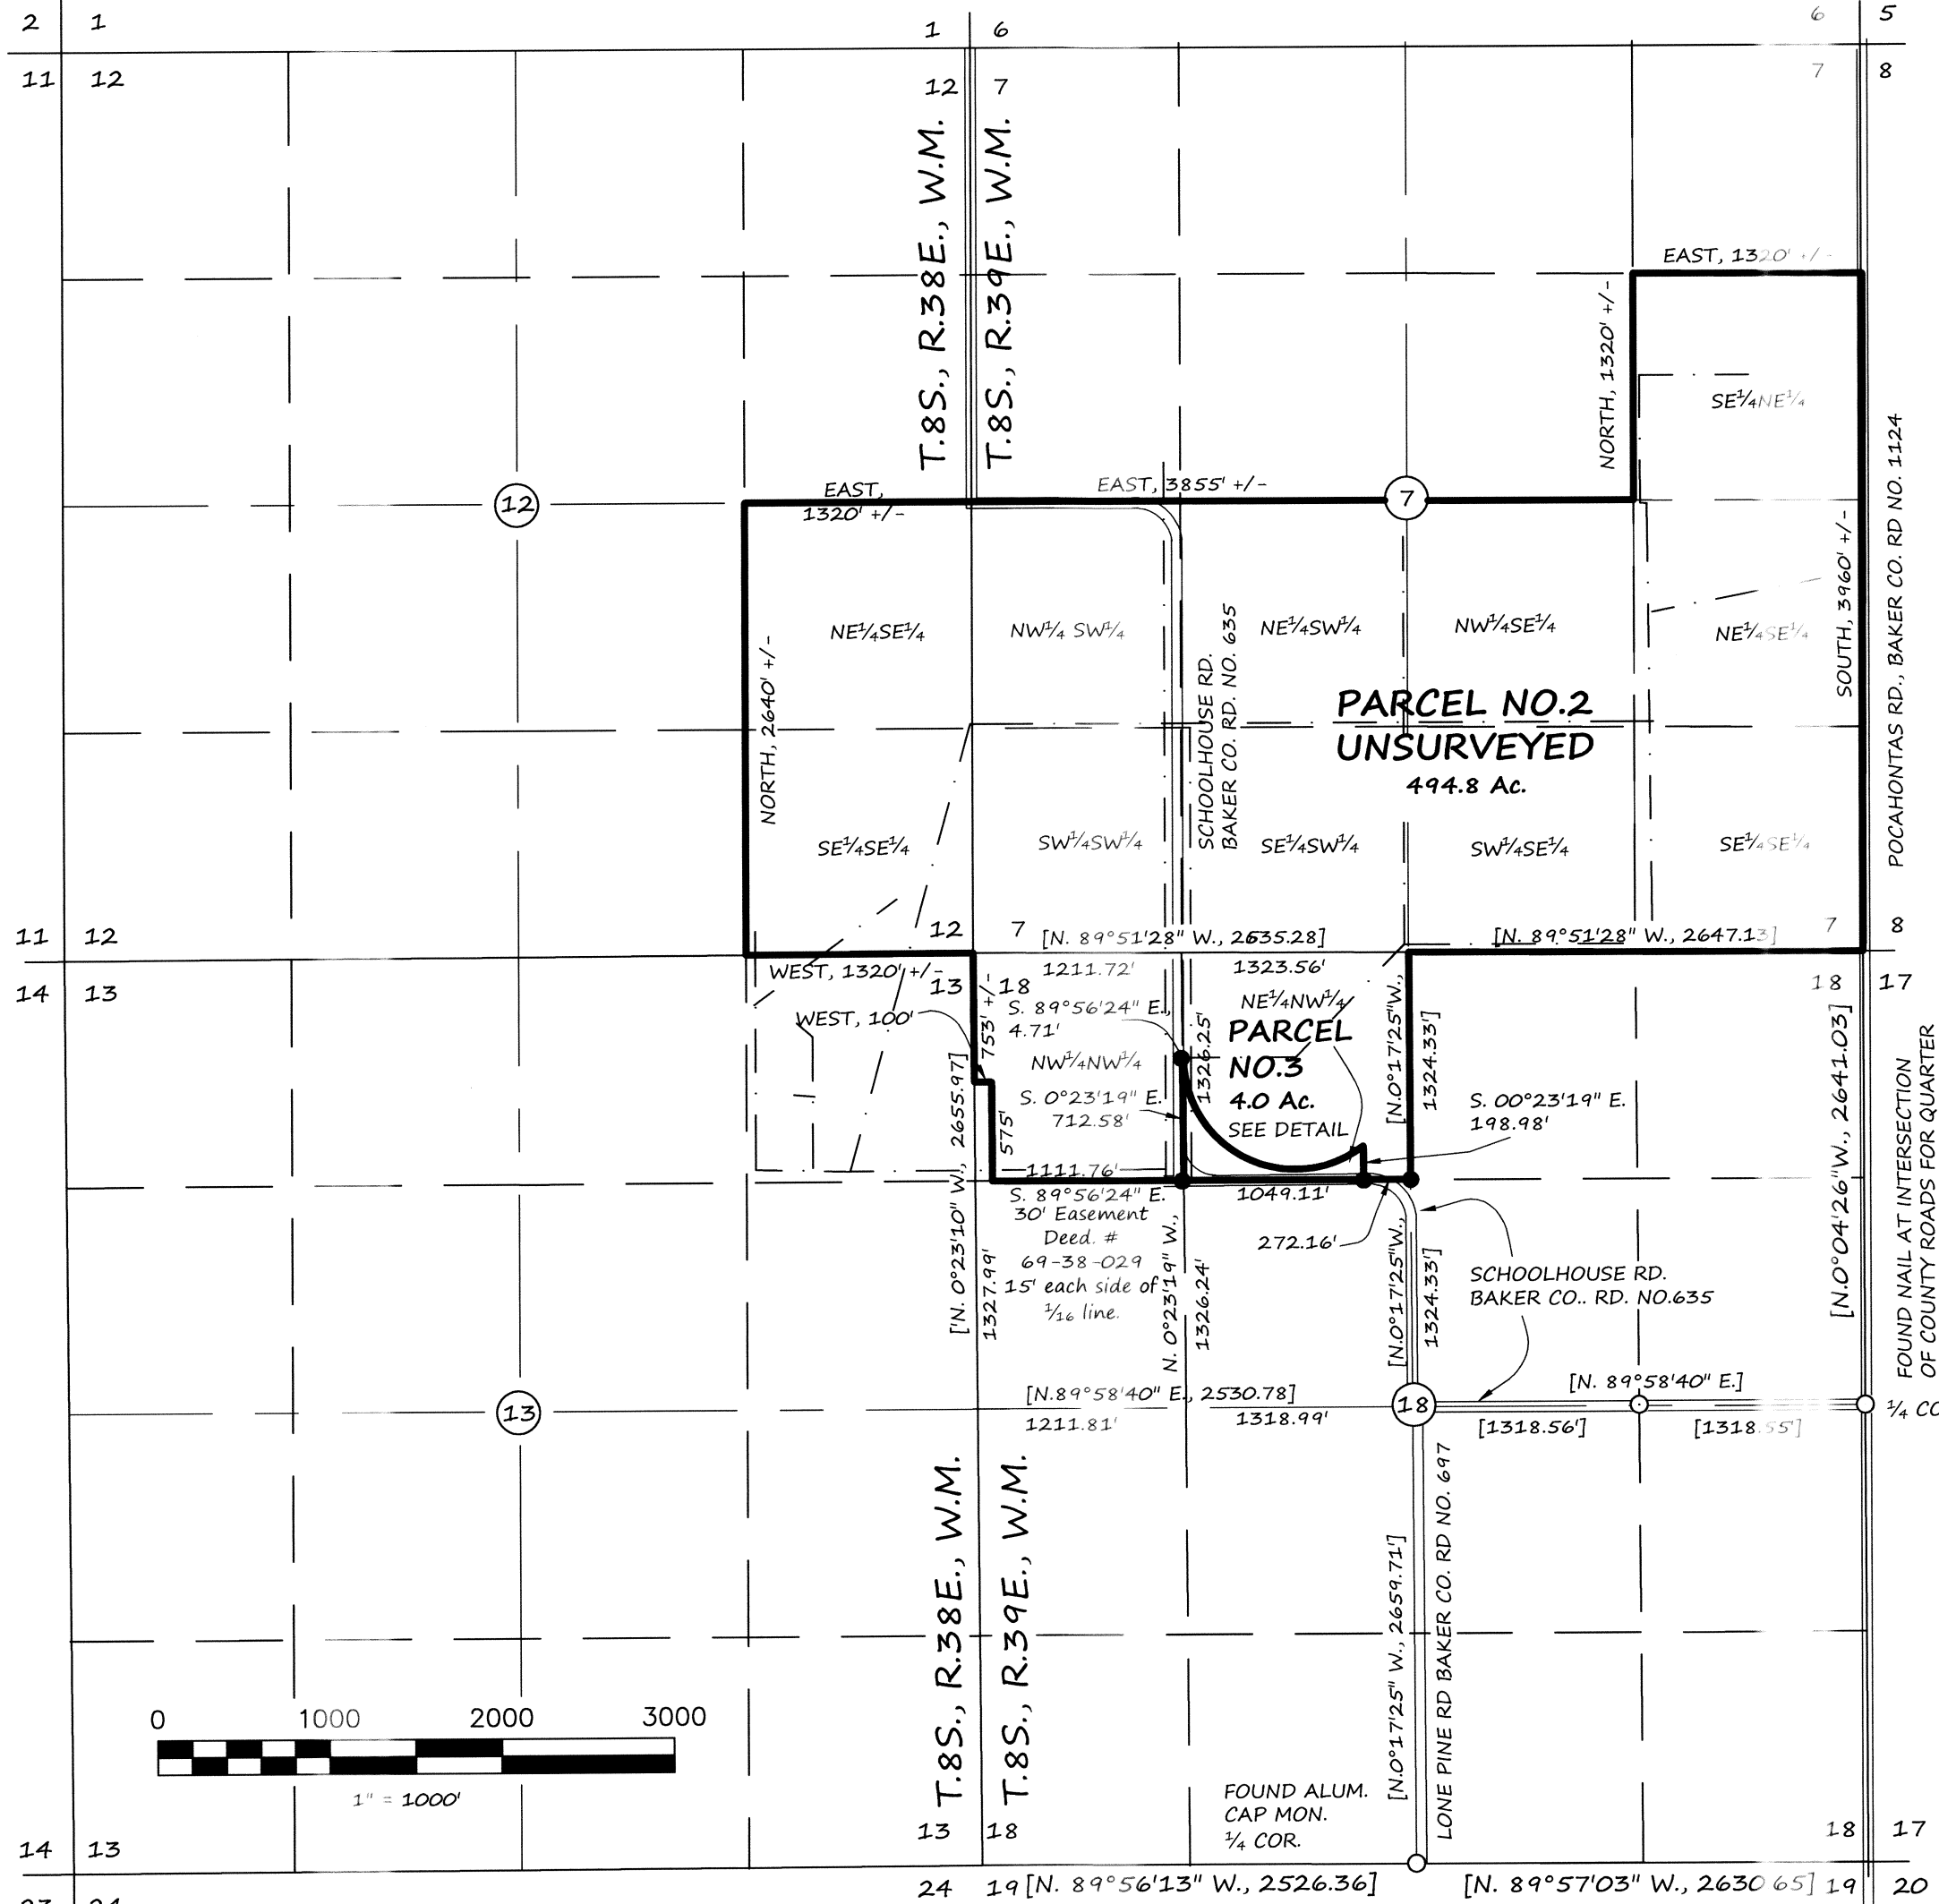 2 1
1 6
6 5
11 12
12 7
7 8
T.8S., R.38E., W.M.
T.8S., R.39E., W.M.
EAST, 1320' +/-
NORTH, 1320' +/-
SE¼NE¼
POCAHONTAS RD., BAKER CO. RD NO. 1124
EAST,
1320' +/-
EAST, 3855' +/-
12
7
SOUTH, 3960' +/-
NE¼SE¼
NW¼ SW¼
NE¼SW¼
NW¼SE¼
NE¼SE¼
NORTH, 2640' +/-
SCHOOLHOUSE RD.
BAKER CO. RD. NO. 635
PARCEL NO.2
UNSURVEYED
494.8 Ac.
SE¼SE¼
SW¼SW¼
SE¼SW¼
SW¼SE¼
SE¼SE¼
11 12
12 7
[N. 89°51'28" W., 2635.28]
[N. 89°51'28" W., 2647.13]
7 8
WEST, 1320' +/-
1211.72'
1323.56'
14 13
13 18
18 17
WEST, 100'
753' +/-
S. 89°56'24" E.,
4.71'
1326.25'
NE¼NW¼
PARCEL
NO.3
4.0 Ac.
SEE DETAIL
[N.0°17'25"W.,
1324.33']
NW¼NW¼
S. 0°23'19" E.
712.58'
575'
S. 00°23'19" E.
198.98'
['N. 0°23'10" W., 2655.97]
1327.99'
[N.0°04'26"W., 2641.03]
FOUND NAIL AT INTERSECTION
OF COUNTY ROADS FOR QUARTER
1111.76'
S. 89°56'24" E.
1049.11'
272.16'
30' Easement
Deed. #
69-38-029
15' each side of
1/16 line.
N. 0°23'19" W.,
1326.24'
[N.0°17'25"W.,
1324.33']
SCHOOLHOUSE RD.
BAKER CO.. RD. NO.635
13
[N.89°58'40" E., 2530.78]
1211.81'
1318.99'
18
[N. 89°58'40" E.]
[1318.56']
[1318.55']
¼ CO
T.8S., R.38E., W.M.
T.8S., R.39E., W.M.
[N.0°17'25" W., 2659.71']
LONE PINE RD BAKER CO. RD NO. 697
0 1000 2000 3000
1" = 1000'
FOUND ALUM.
CAP MON.
¼ COR.
14 13
13 18
18 17
23 24
24 19
[N. 89°56'13" W., 2526.36]
[N. 89°57'03" W., 2630.65]
19 20